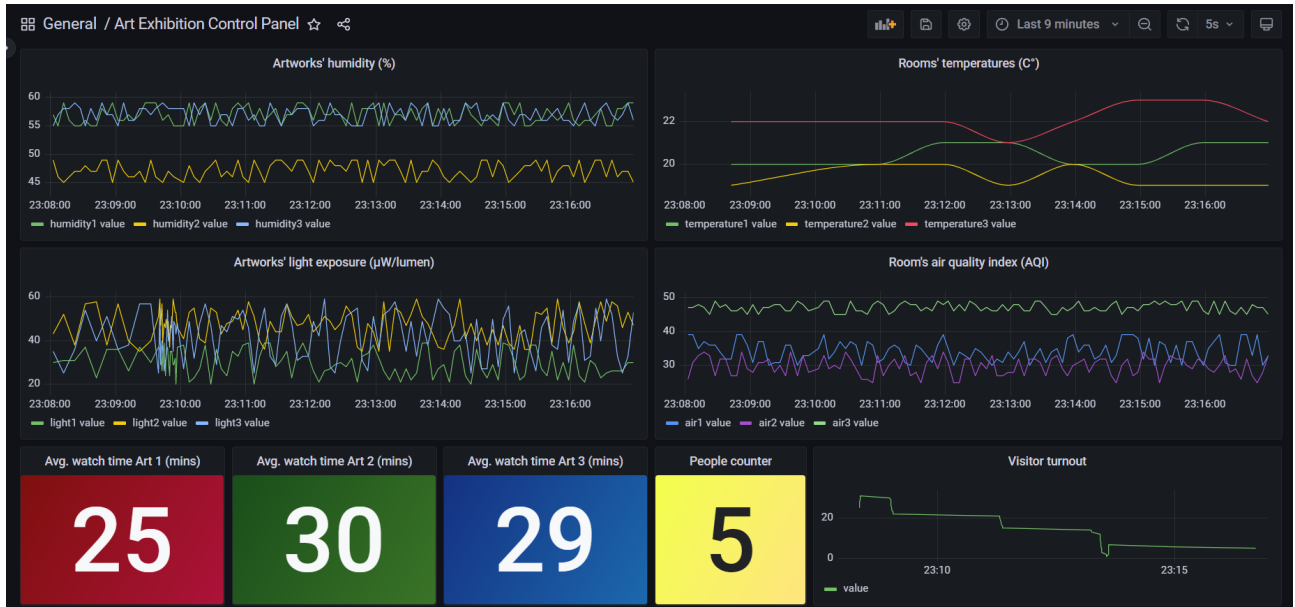 General / Art Exhibition Control Panel
Last 9 minutes
5s
Artworks' humidity (%)
60
55
50
45
23:08:00 23:09:00 23:10:00 23:11:00 23:12:00 23:13:00 23:14:00 23:15:00 23:16:00
humidity1 value humidity2 value humidity3 value
Rooms' temperatures (C°)
22
20
23:08:00 23:09:00 23:10:00 23:11:00 23:12:00 23:13:00 23:14:00 23:15:00 23:16:00
temperature1 value temperature2 value temperature3 value
Artworks' light exposure (μW/lumen)
60
40
20
23:08:00 23:09:00 23:10:00 23:11:00 23:12:00 23:13:00 23:14:00 23:15:00 23:16:00
light1 value light2 value light3 value
Room's air quality index (AQI)
50
40
30
23:08:00 23:09:00 23:10:00 23:11:00 23:12:00 23:13:00 23:14:00 23:15:00 23:16:00
air1 value air2 value air3 value
Avg. watch time Art 1 (mins)
25
Avg. watch time Art 2 (mins)
30
Avg. watch time Art 3 (mins)
29
People counter
5
Visitor turnout
20
0
23:10 23:15
value